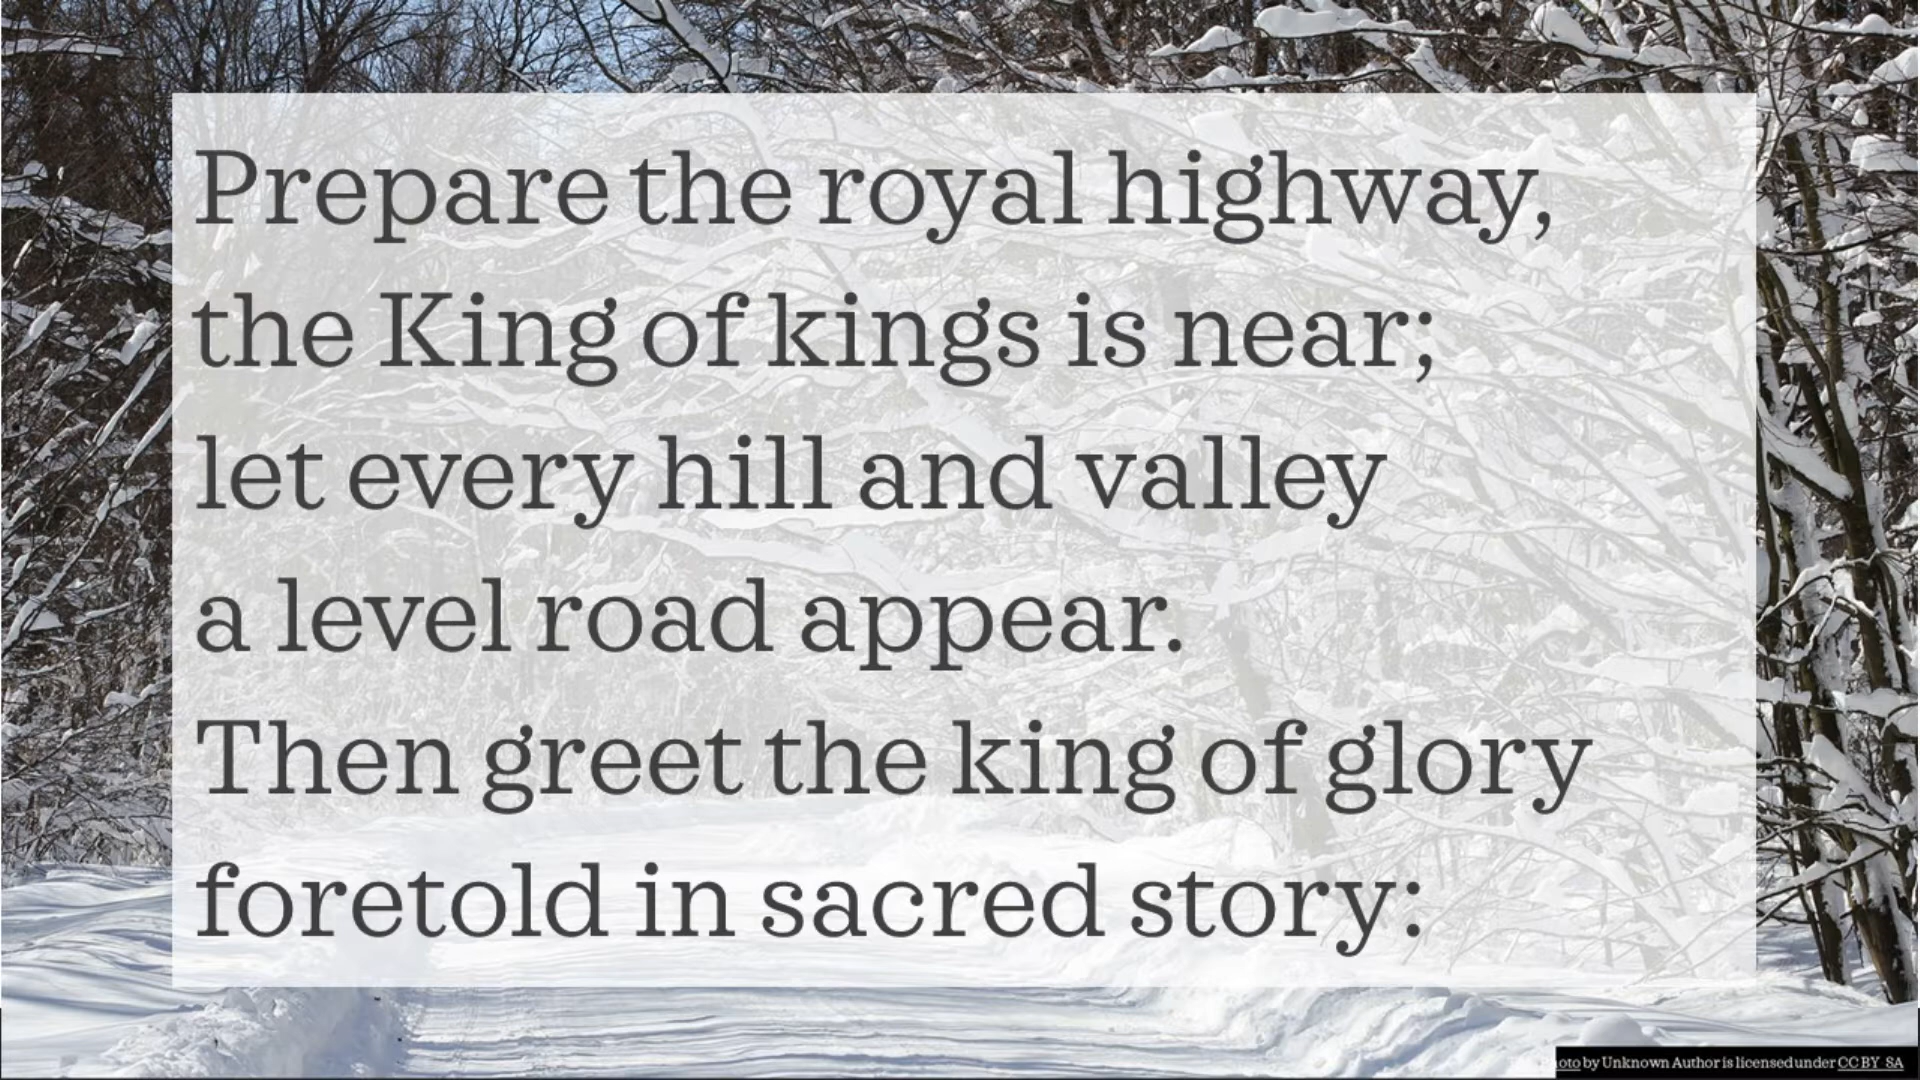 Prepare the royal highway,
the King of kings is near;
let every hill and valley
a level road appear.
Then greet the king of glory
foretold in sacred story:
by Unknown Author is licensed under CC BY SA